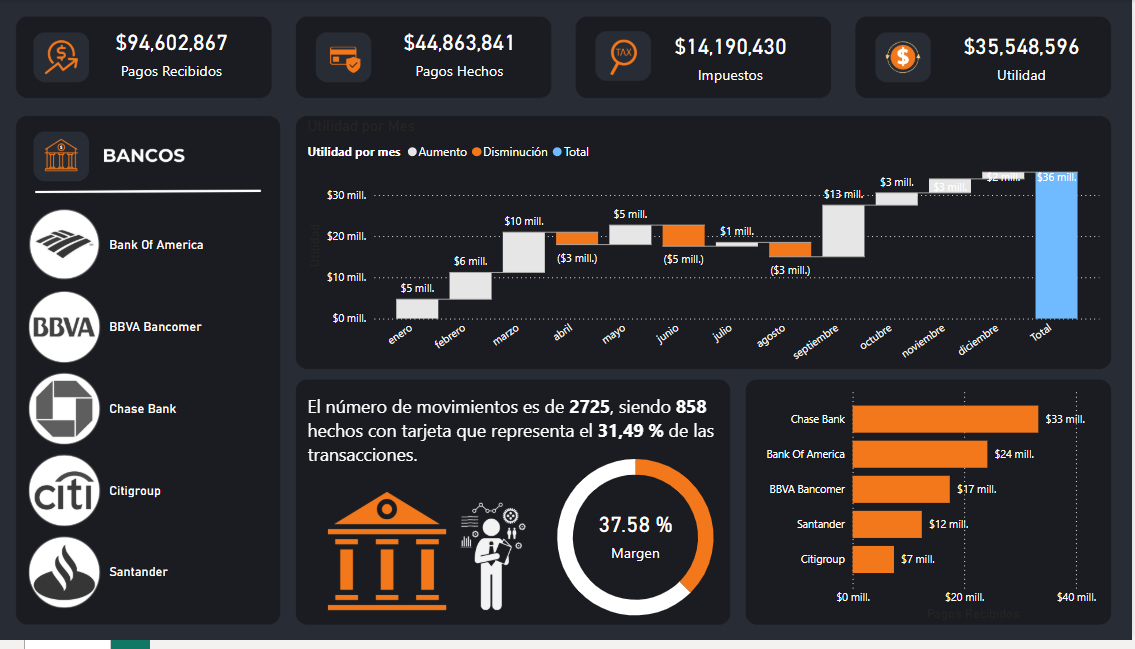 $94,602,867
Pagos Recibidos
$44,863,841
Pagos Hechos
TAX
$14,190,430
Impuestos
$35,548,596
Utilidad
BANCOS
Bank Of America
BBVA
BBVA Bancomer
Chase Bank
citi
Citigroup
Santander
Utilidad por Mes
Utilidad por mes Aumento Disminución Total
$30 mill.
$20 mill.
$10 mill.
$0 mill.
$5 mill.
$6 mill.
$10 mill.
($3 mill.)
$5 mill.
($5 mill.)
$1 mill.
($3 mill.)
$13 mill.
$3 mill.
$3 mill.
$2 mill.
$36 mill.
enero
febrero
marzo
abril
mayo
junio
julio
agosto
septiembre
octubre
noviembre
diciembre
Total
El número de movimientos es de 2725, siendo 858
hechos con tarjeta que representa el 31,49 % de las
transacciones.
37.58 %
Margen
Chase Bank $33 mill.
Bank Of America $24 mill.
BBVA Bancomer $17 mill.
Santander $12 mill.
Citigroup $7 mill.
$0 mill. $20 mill. $40 mill.
Pagos Recibidos